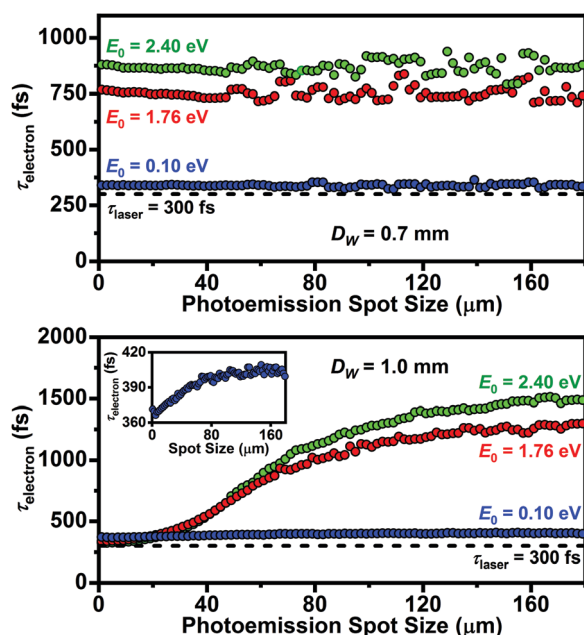 1000
750
500
250
0
τelectron (fs)
E0 = 2.40 eV
E0 = 1.76 eV
E0 = 0.10 eV
τlaser = 300 fs
DW = 0.7 mm
0 40 80 120 160
Photoemission Spot Size (μm)
2000
1500
1000
500
0
τelectron (fs)
420
390
360
τelectron (fs)
0 80 160
Spot Size (μm)
DW = 1.0 mm
E0 = 2.40 eV
E0 = 1.76 eV
E0 = 0.10 eV
τlaser = 300 fs
0 40 80 120 160
Photoemission Spot Size (μm)